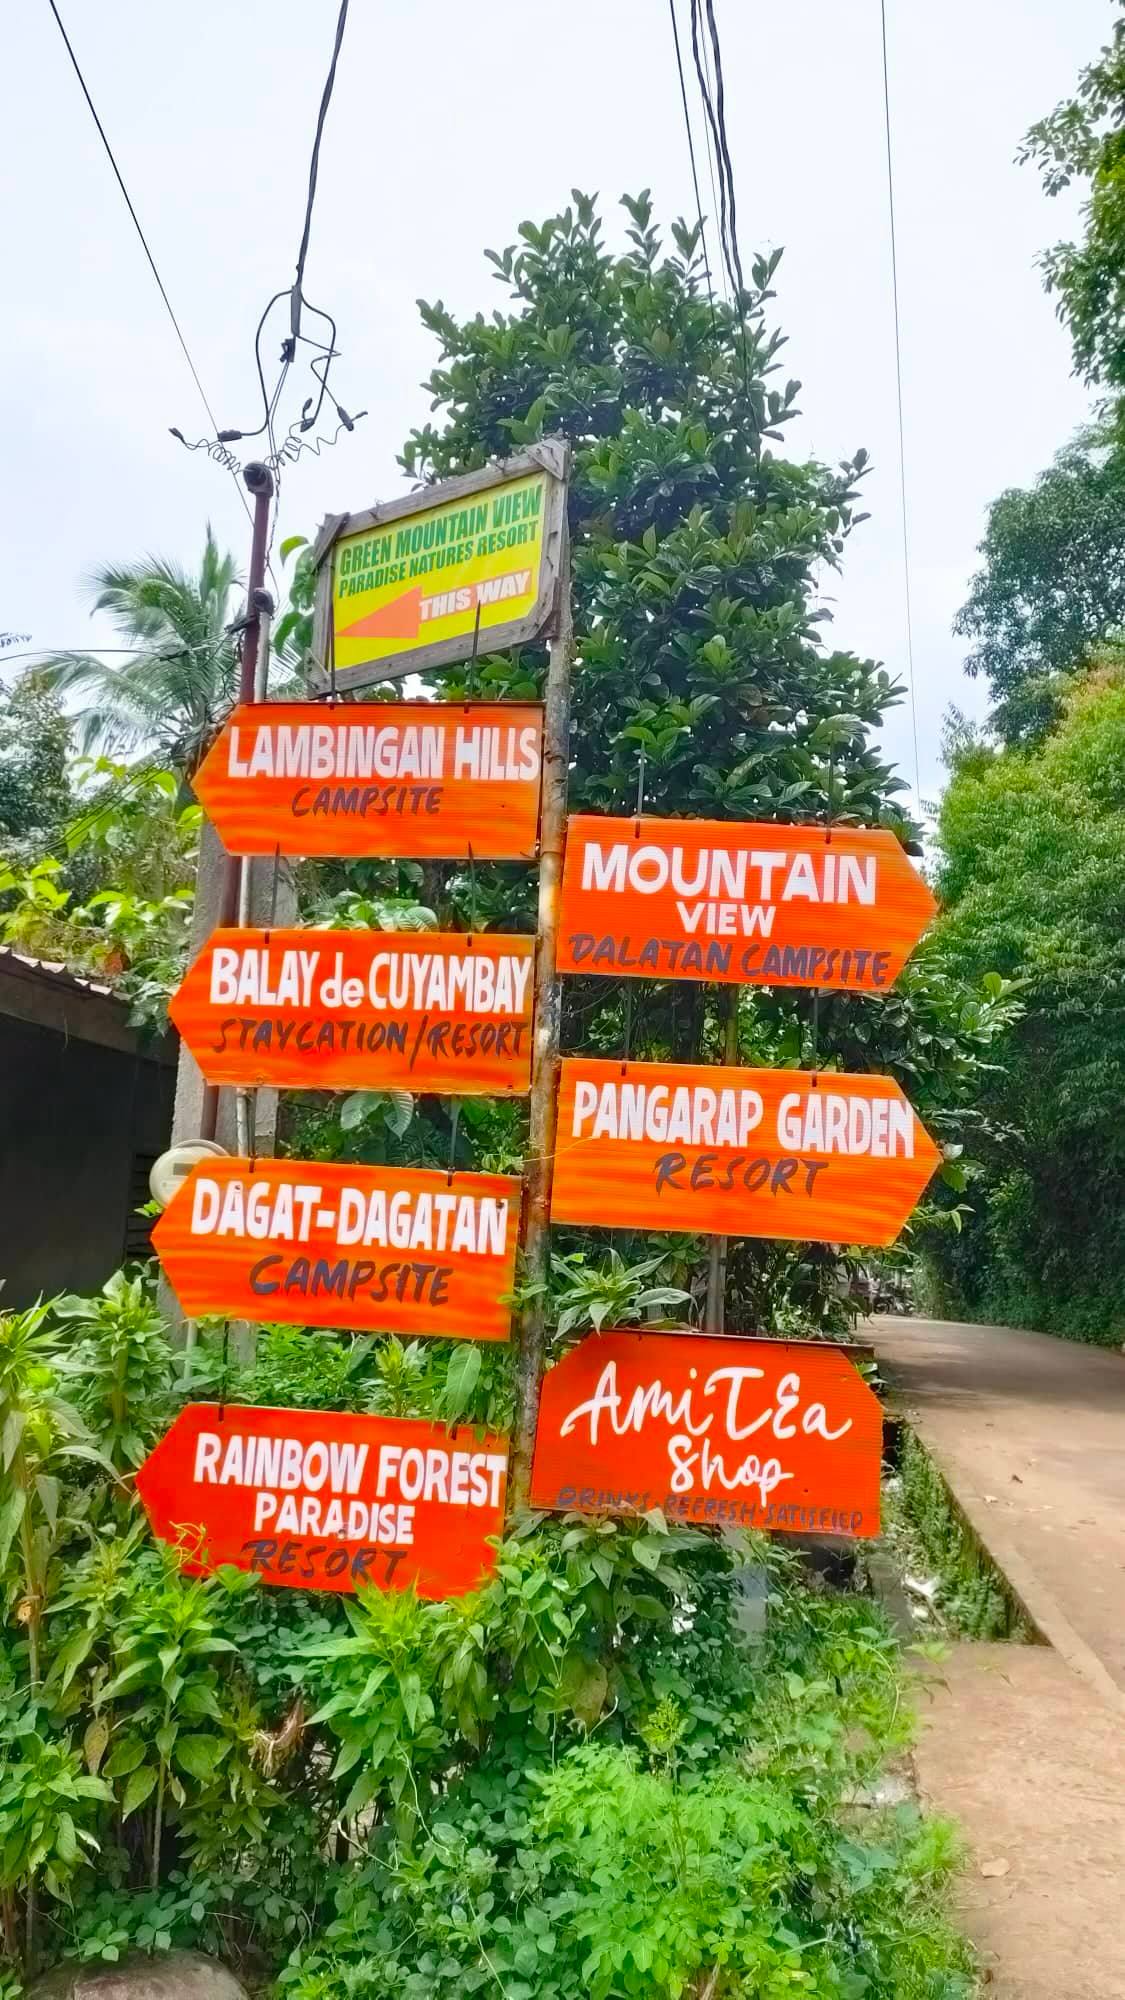 GREEN MOUNTAIN VIEW
PARADISE NATURES RESORT
THIS WAY
LAMBINGAN HILLS
CAMPSITE
MOUNTAIN
VIEW
DALATAN CAMPSITE
BALAY de CUYAMBAY
STAYCATION/RESORT
PANGARAP GARDEN
RESORT
DAGAT-DAGATAN
CAMPSITE
AmiTEa
Shop
DRINKS·REFRESH·SATISFIED
RAINBOW FOREST
PARADISE
RESORT